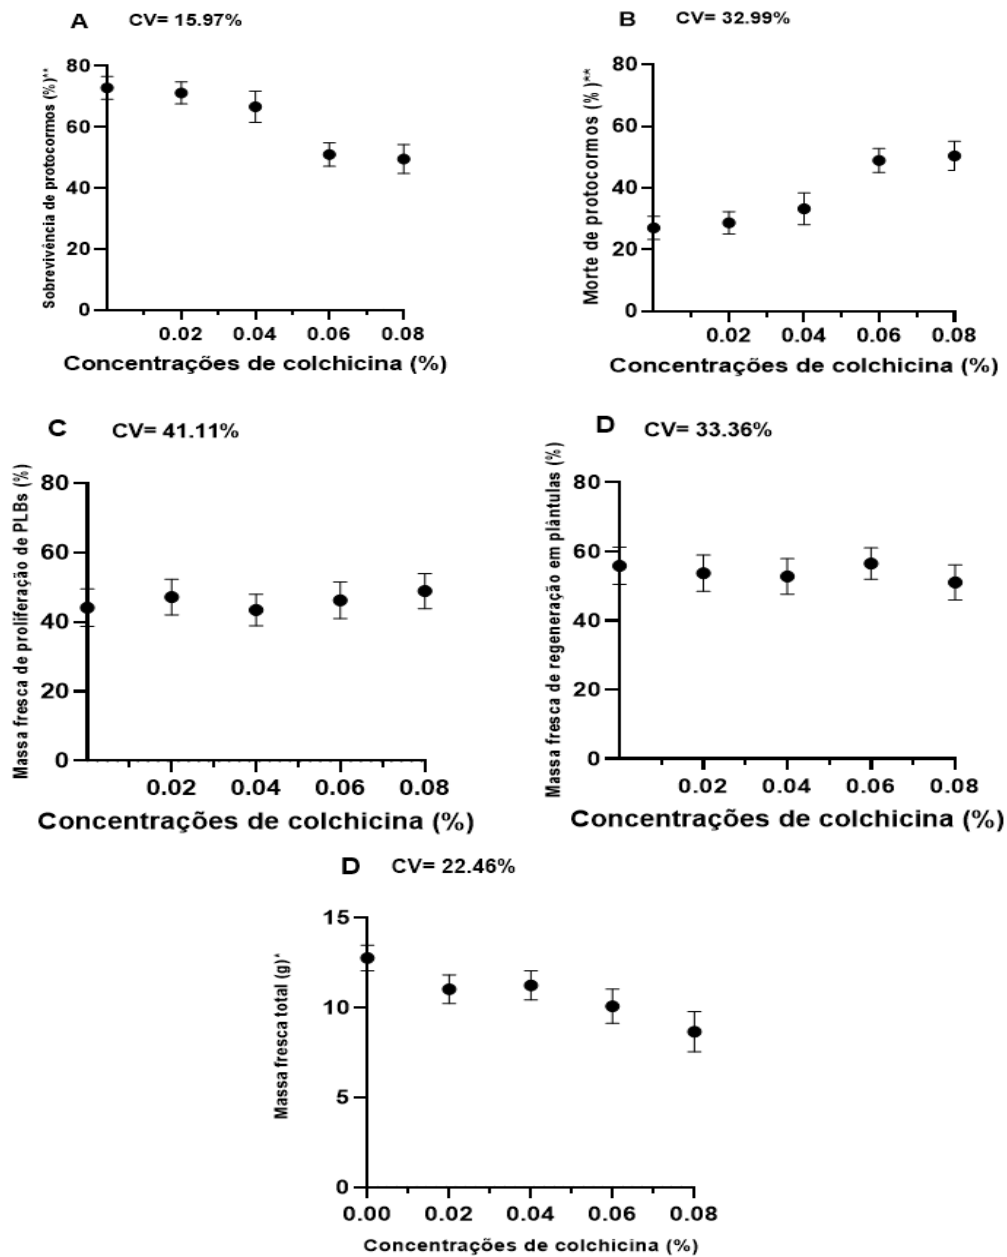 A CV= 15.97%
Sobrevivência de protocormos (%)**
80
60
40
20
0
0.02 0.04 0.06 0.08
Concentrações de colchicina (%)
B CV= 32.99%
Morte de protocormos (%)**
80
60
40
20
0
0.02 0.04 0.06 0.08
Concentrações de colchicina (%)
C CV= 41.11%
Massa fresca de proliferação de PLBs (%)
80
60
40
20
0
0.02 0.04 0.06 0.08
Concentrações de colchicina (%)
D CV= 33.36%
Massa fresca de regeneração em plântulas (%)
80
60
40
20
0
0.02 0.04 0.06 0.08
Concentrações de colchicina (%)
D CV= 22.46%
Massa fresca total (g)*
15
10
5
0
0.00 0.02 0.04 0.06 0.08
Concentrações de colchicina (%)